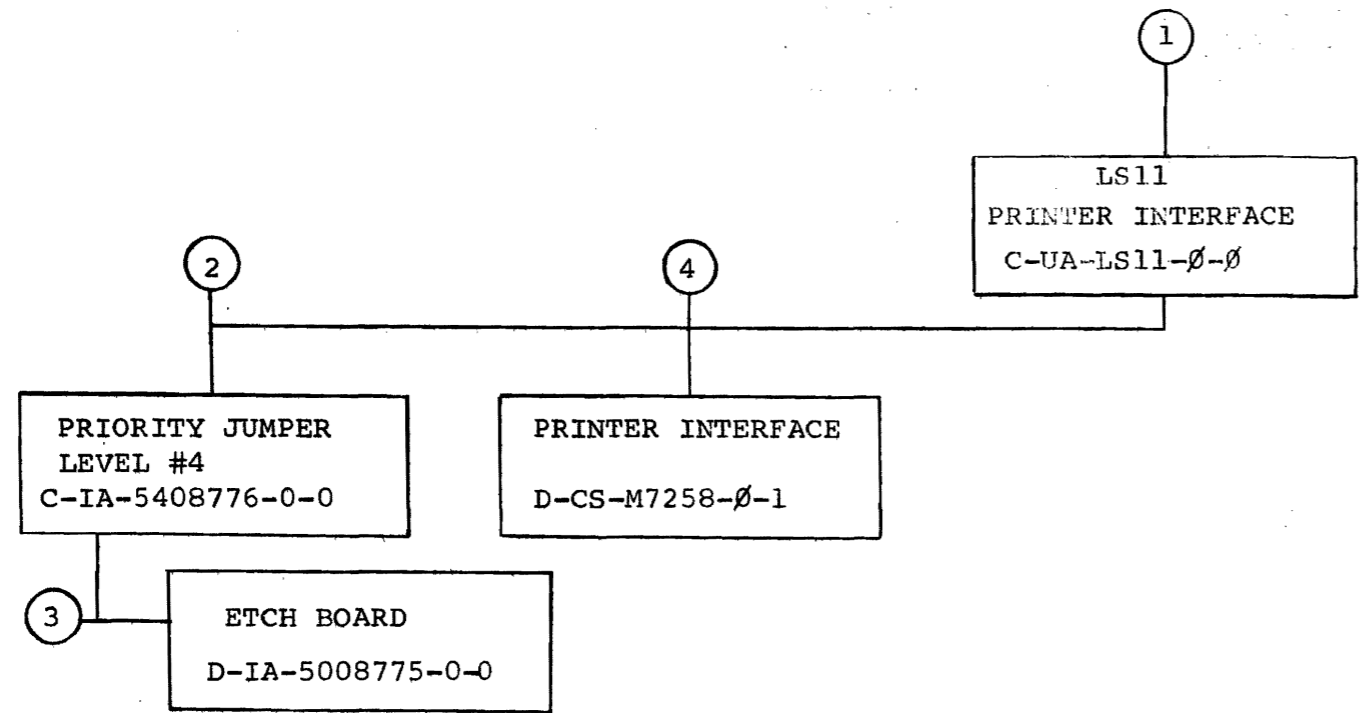 1
LS11
PRINTER INTERFACE
C-UA-LS11-Ø-Ø
2
4
PRIORITY JUMPER
LEVEL #4
C-IA-5408776-0-0
PRINTER INTERFACE
D-CS-M7258-Ø-1
3
ETCH BOARD
D-IA-5008775-0-0